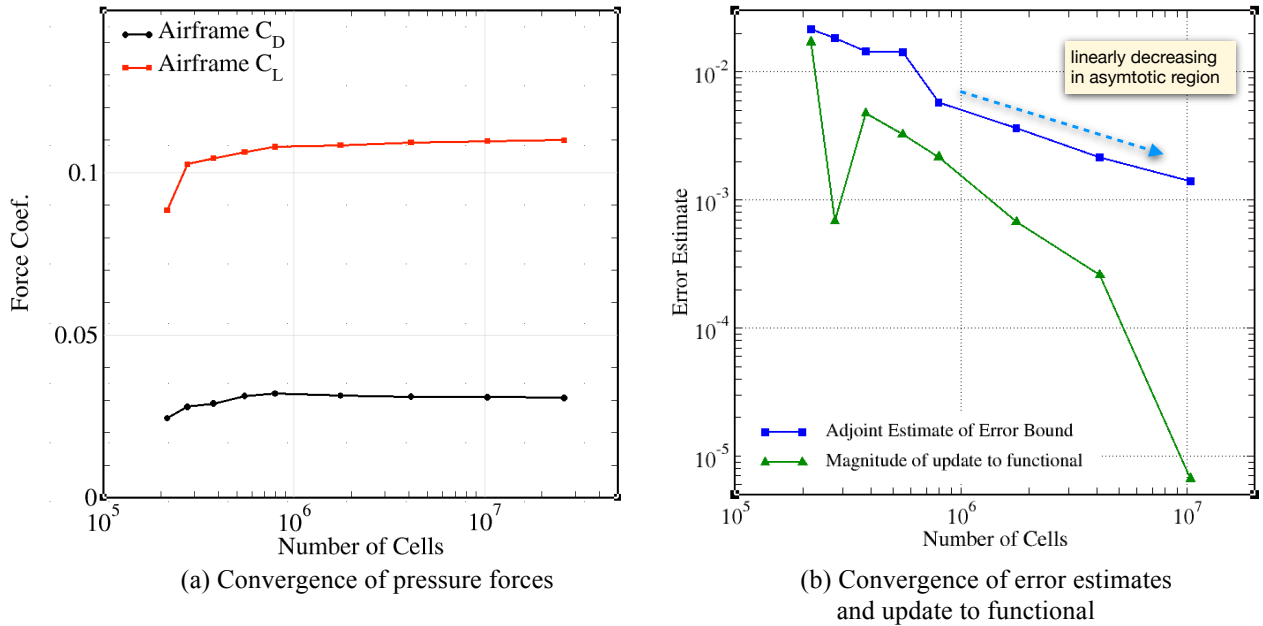 Airframe C_D
Airframe C_L
0.1
0.05
0
10^5
10^6
10^7
Force Coef.
Number of Cells
(a) Convergence of pressure forces
linearly decreasing
in asymtotic region
10^-2
10^-3
10^-4
10^-5
10^5
10^6
10^7
Error Estimate
Adjoint Estimate of Error Bound
Magnitude of update to functional
Number of Cells
(b) Convergence of error estimates
and update to functional